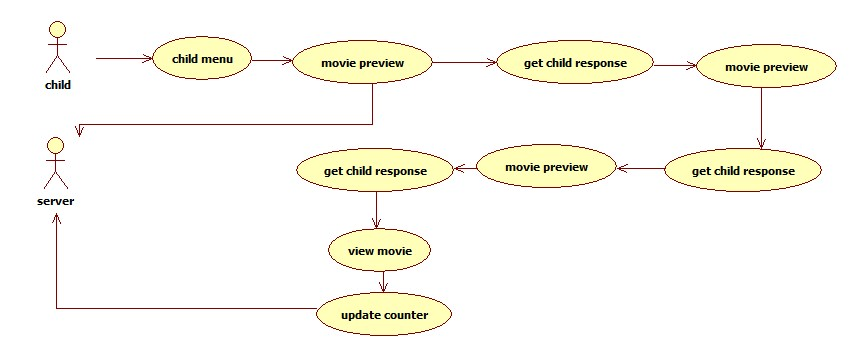 child
child menu
movie preview
get child response
movie preview
server
get child response
movie preview
get child response
view movie
update counter